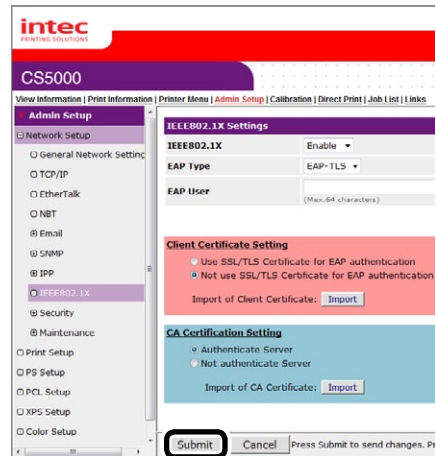 intec
PRINTING SOLUTIONS
CS5000
View Information | Print Information | Printer Menu | Admin Setup | Calibration | Direct Print | Job List | Links
Admin Setup
Network Setup
General Network Setting
TCP/IP
EtherTalk
NBT
Email
SNMP
IPP
IEEE802.1X
Security
Maintenance
Print Setup
PS Setup
PCL Setup
XPS Setup
Color Setup
IEEE802.1X Settings
IEEE802.1X Enable
EAP Type EAP-TLS
EAP User
(Max.64 characters)
Client Certificate Setting
Use SSL/TLS Certificate for EAP authentication
Not use SSL/TLS Certificate for EAP authentication
Import of Client Certificate: Import
CA Certification Setting
Authenticate Server
Not authenticate Server
Import of CA Certificate: Import
Submit Cancel Press Submit to send changes. Pr